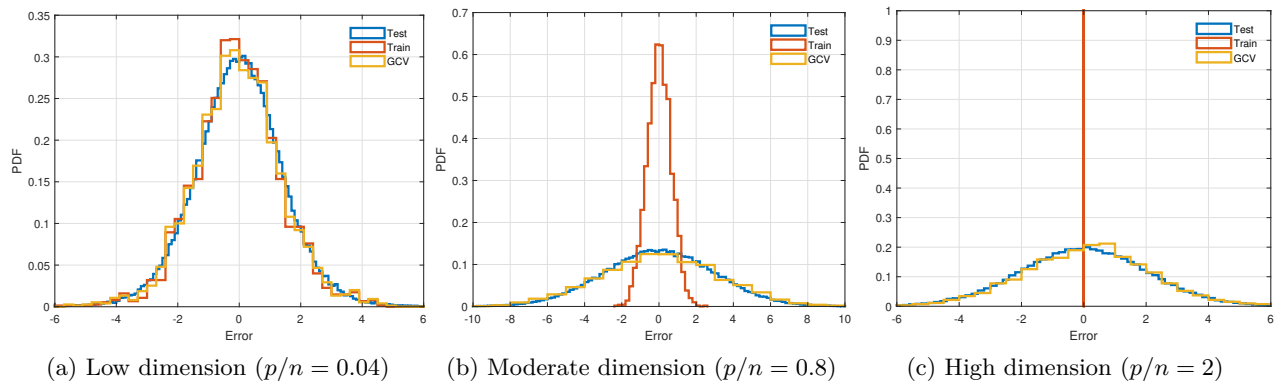 0.35
0.3
0.25
0.2
0.15
0.1
0.05
0
PDF
-6 -4 -2 0 2 4 6
Error
Test
Train
GCV
(a) Low dimension (p/n = 0.04)
0.7
0.6
0.5
0.4
0.3
0.2
0.1
0
PDF
-10 -8 -6 -4 -2 0 2 4 6 8 10
Error
Test
Train
GCV
(b) Moderate dimension (p/n = 0.8)
1
0.9
0.8
0.7
0.6
0.5
0.4
0.3
0.2
0.1
0
PDF
-6 -4 -2 0 2 4 6
Error
Test
Train
GCV
(c) High dimension (p/n = 2)